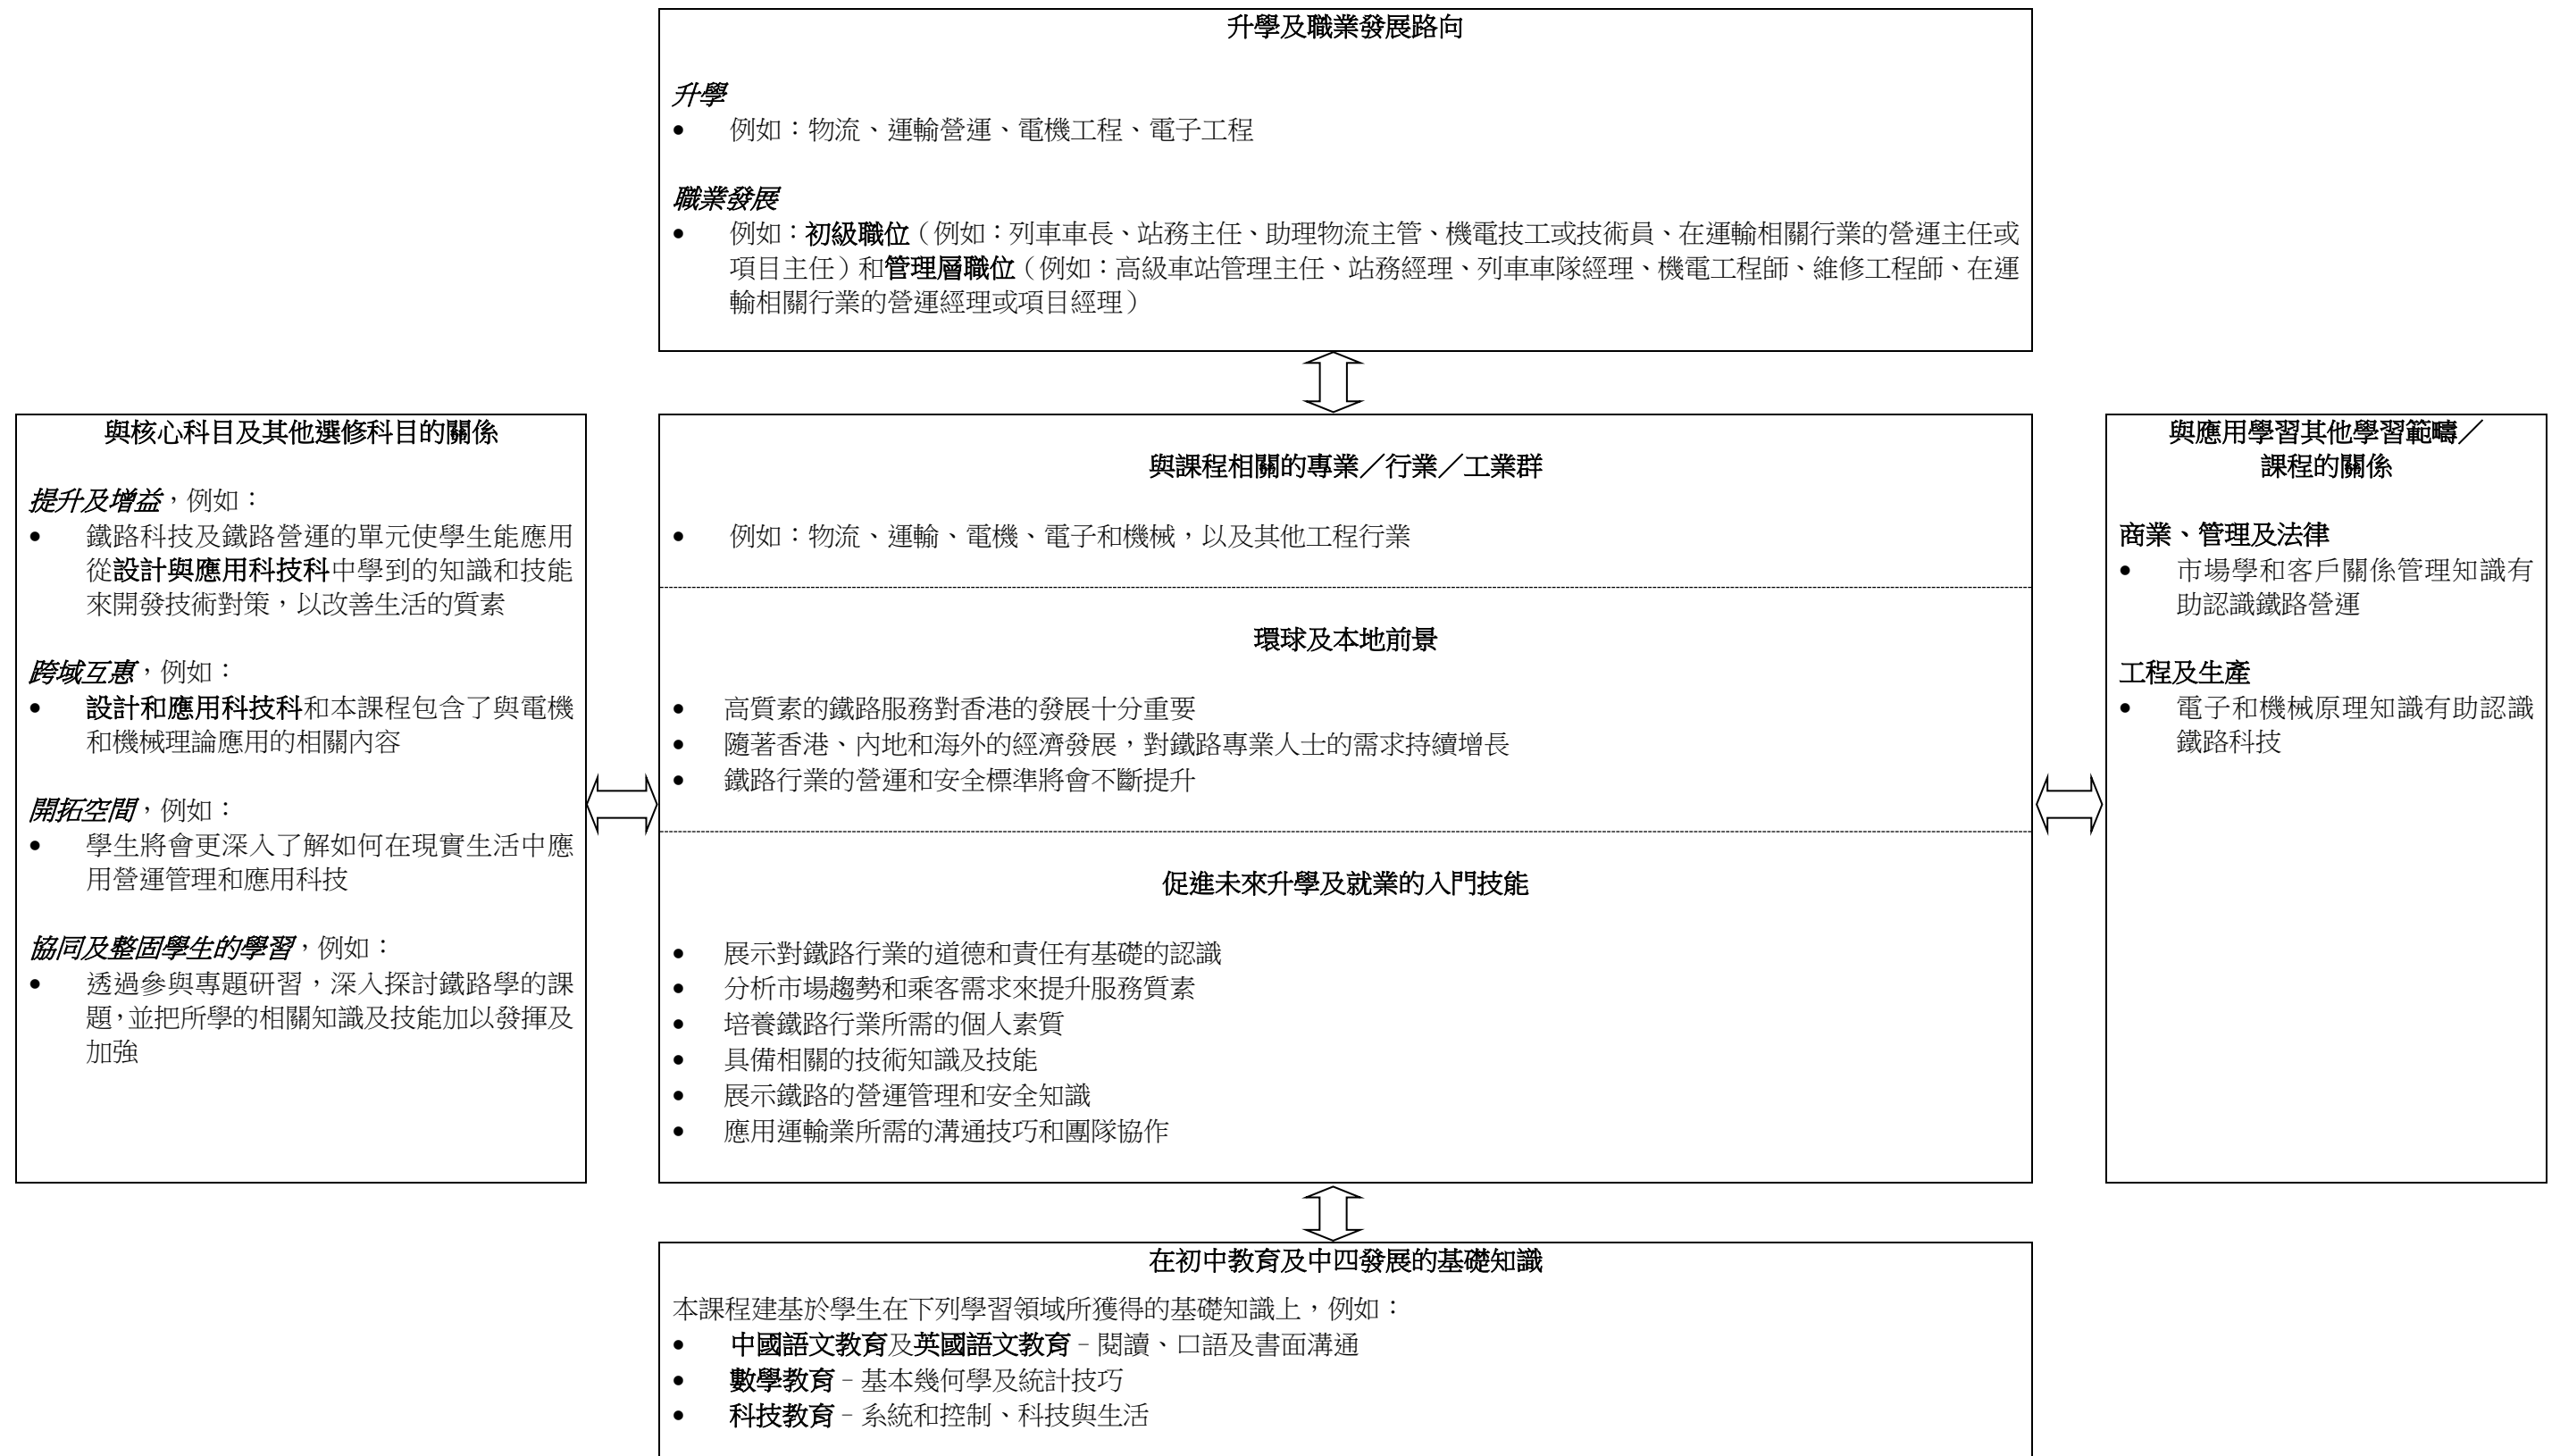 升學及職業發展路向
升學
• 例如：物流、運輸營運、電機工程、電子工程
職業發展
• 例如：初級職位（例如：列車車長、站務主任、助理物流主管、機電技工或技術員、在運輸相關行業的營運主任或
項目主任）和管理層職位（例如：高級車站管理主任、站務經理、列車車隊經理、機電工程師、維修工程師、在運
輸相關行業的營運經理或項目經理）
與核心科目及其他選修科目的關係
提升及增益，例如：
• 鐵路科技及鐵路營運的單元使學生能應用
從設計與應用科技科中學到的知識和技能
來開發技術對策，以改善生活的質素
跨域互惠，例如：
• 設計和應用科技科和本課程包含了與電機
和機械理論應用的相關內容
開拓空間，例如：
• 學生將會更深入了解如何在現實生活中應
用營運管理和應用科技
協同及整固學生的學習，例如：
• 透過參與專題研習，深入探討鐵路學的課
題，並把所學的相關知識及技能加以發揮及
加強
與課程相關的專業／行業／工業群
• 例如：物流、運輸、電機、電子和機械，以及其他工程行業
環球及本地前景
• 高質素的鐵路服務對香港的發展十分重要
• 隨著香港、內地和海外的經濟發展，對鐵路專業人士的需求持續增長
• 鐵路行業的營運和安全標準將會不斷提升
促進未來升學及就業的入門技能
• 展示對鐵路行業的道德和責任有基礎的認識
• 分析市場趨勢和乘客需求來提升服務質素
• 培養鐵路行業所需的個人素質
• 具備相關的技術知識及技能
• 展示鐵路的營運管理和安全知識
• 應用運輸業所需的溝通技巧和團隊協作
與應用學習其他學習範疇／
課程的關係
商業、管理及法律
• 市場學和客戶關係管理知識有
助認識鐵路營運
工程及生產
• 電子和機械原理知識有助認識
鐵路科技
在初中教育及中四發展的基礎知識
本課程建基於學生在下列學習領域所獲得的基礎知識上，例如：
• 中國語文教育及英國語文教育 – 閱讀、口語及書面溝通
• 數學教育 – 基本幾何學及統計技巧
• 科技教育 – 系統和控制、科技與生活